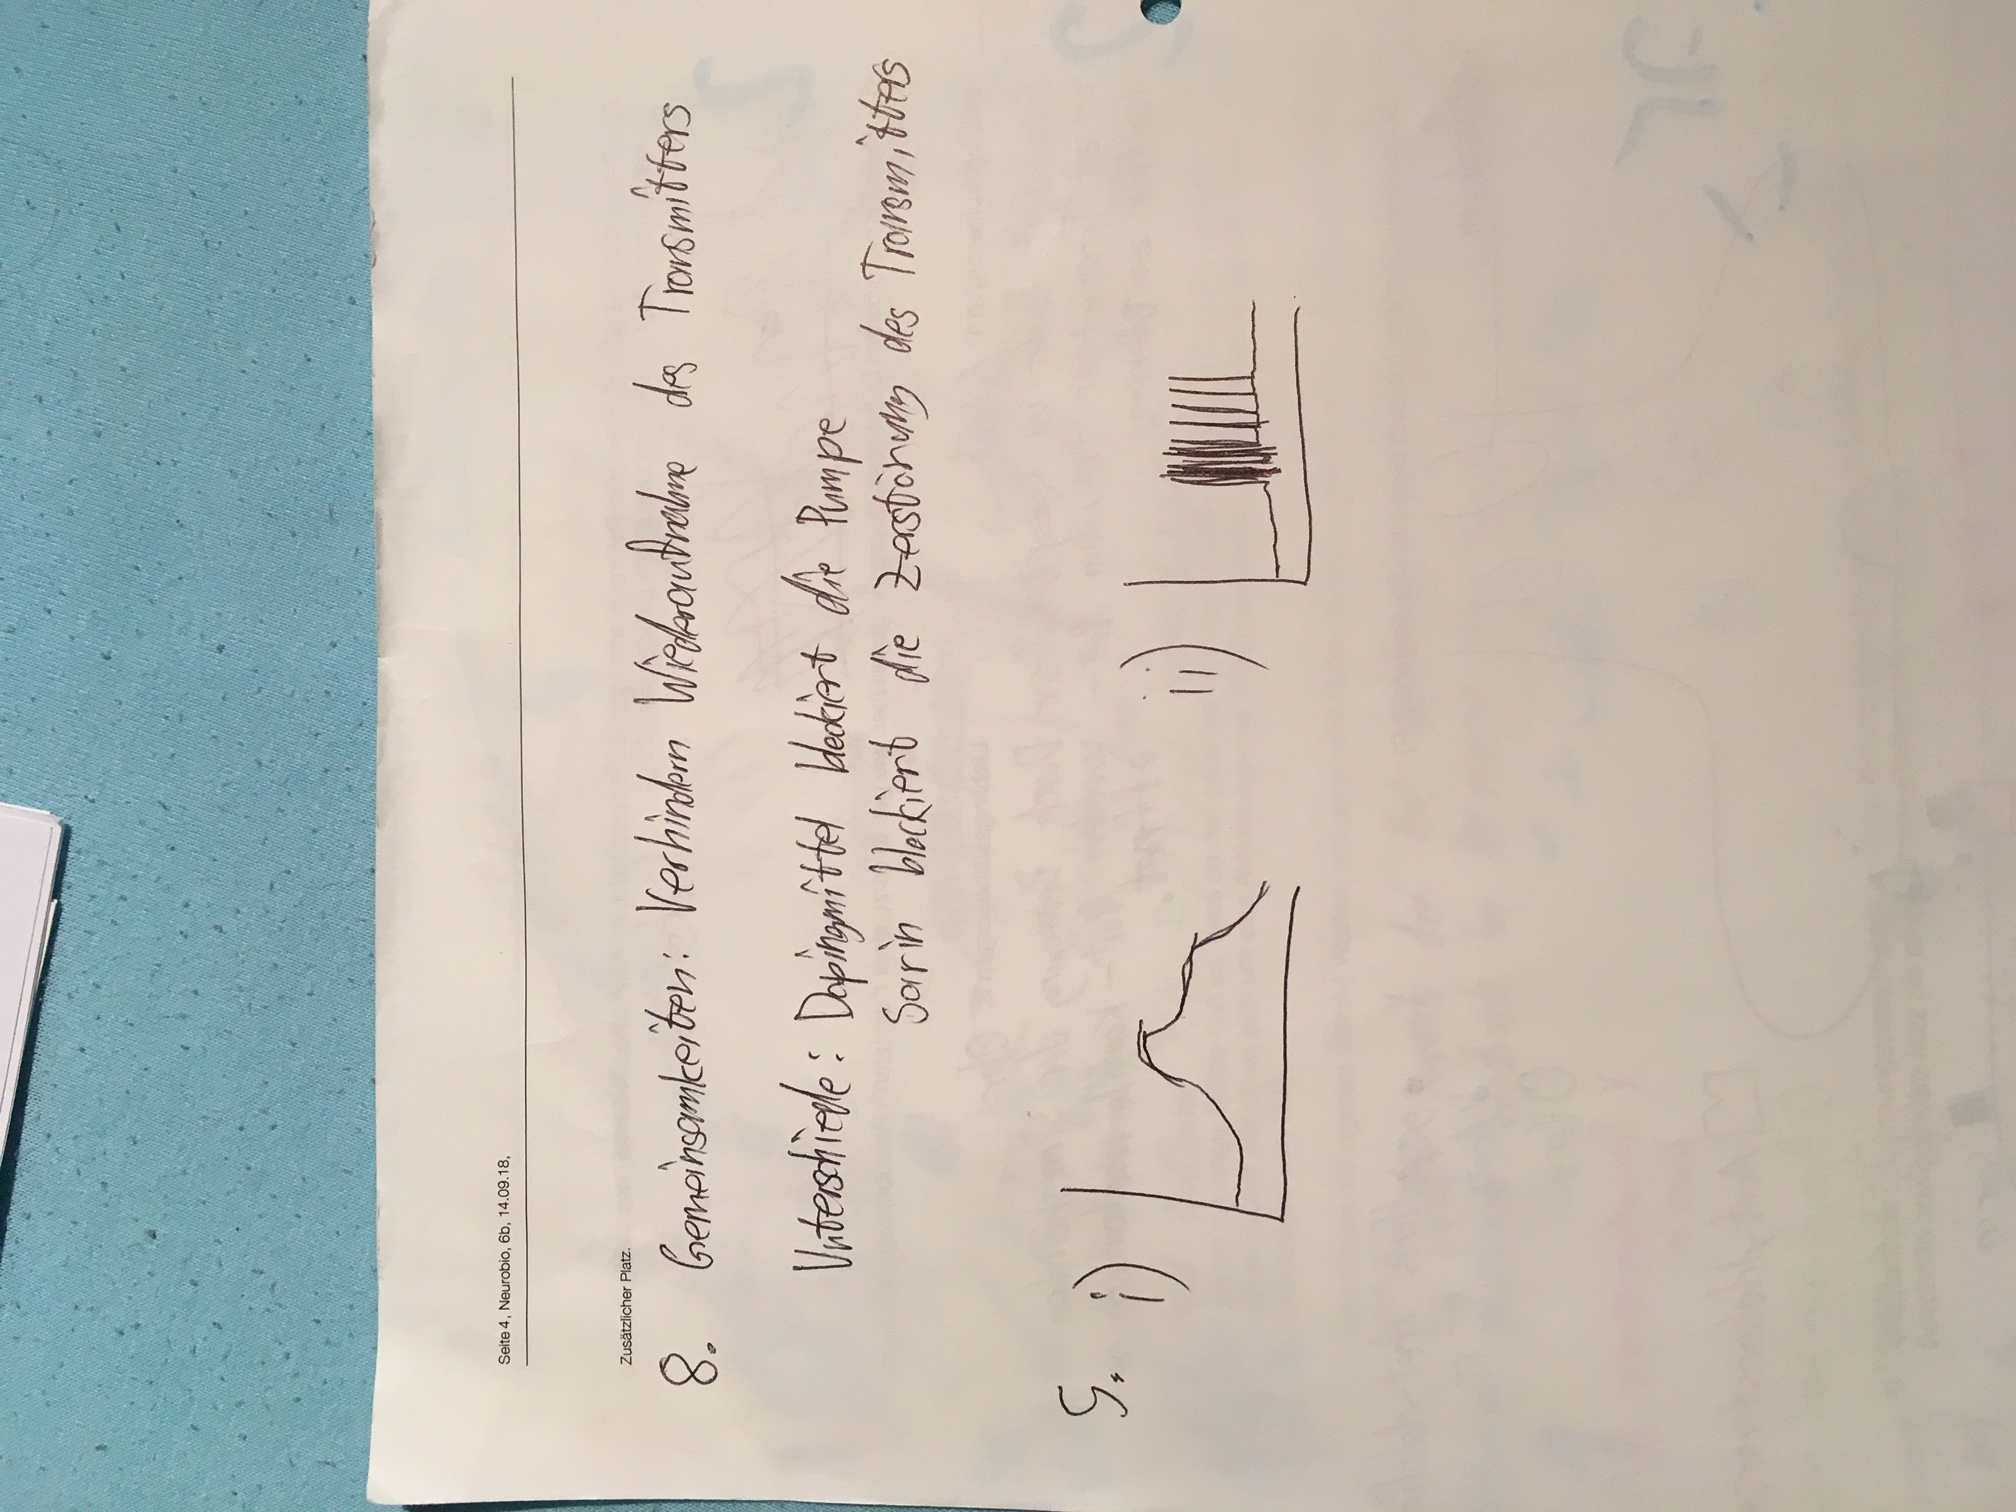 Seite 4, Neurobio, 6b, 14.09.18,
Zusätzlicher Platz.
8. Gemeinsamkeiten: Verhindern Wiederaufnahme des Transmitters
Unterschiede: Dopingmittel blockiert die Pumpe
Sarin blockiert die Zerstörung des Transmitters
9. i) ii)